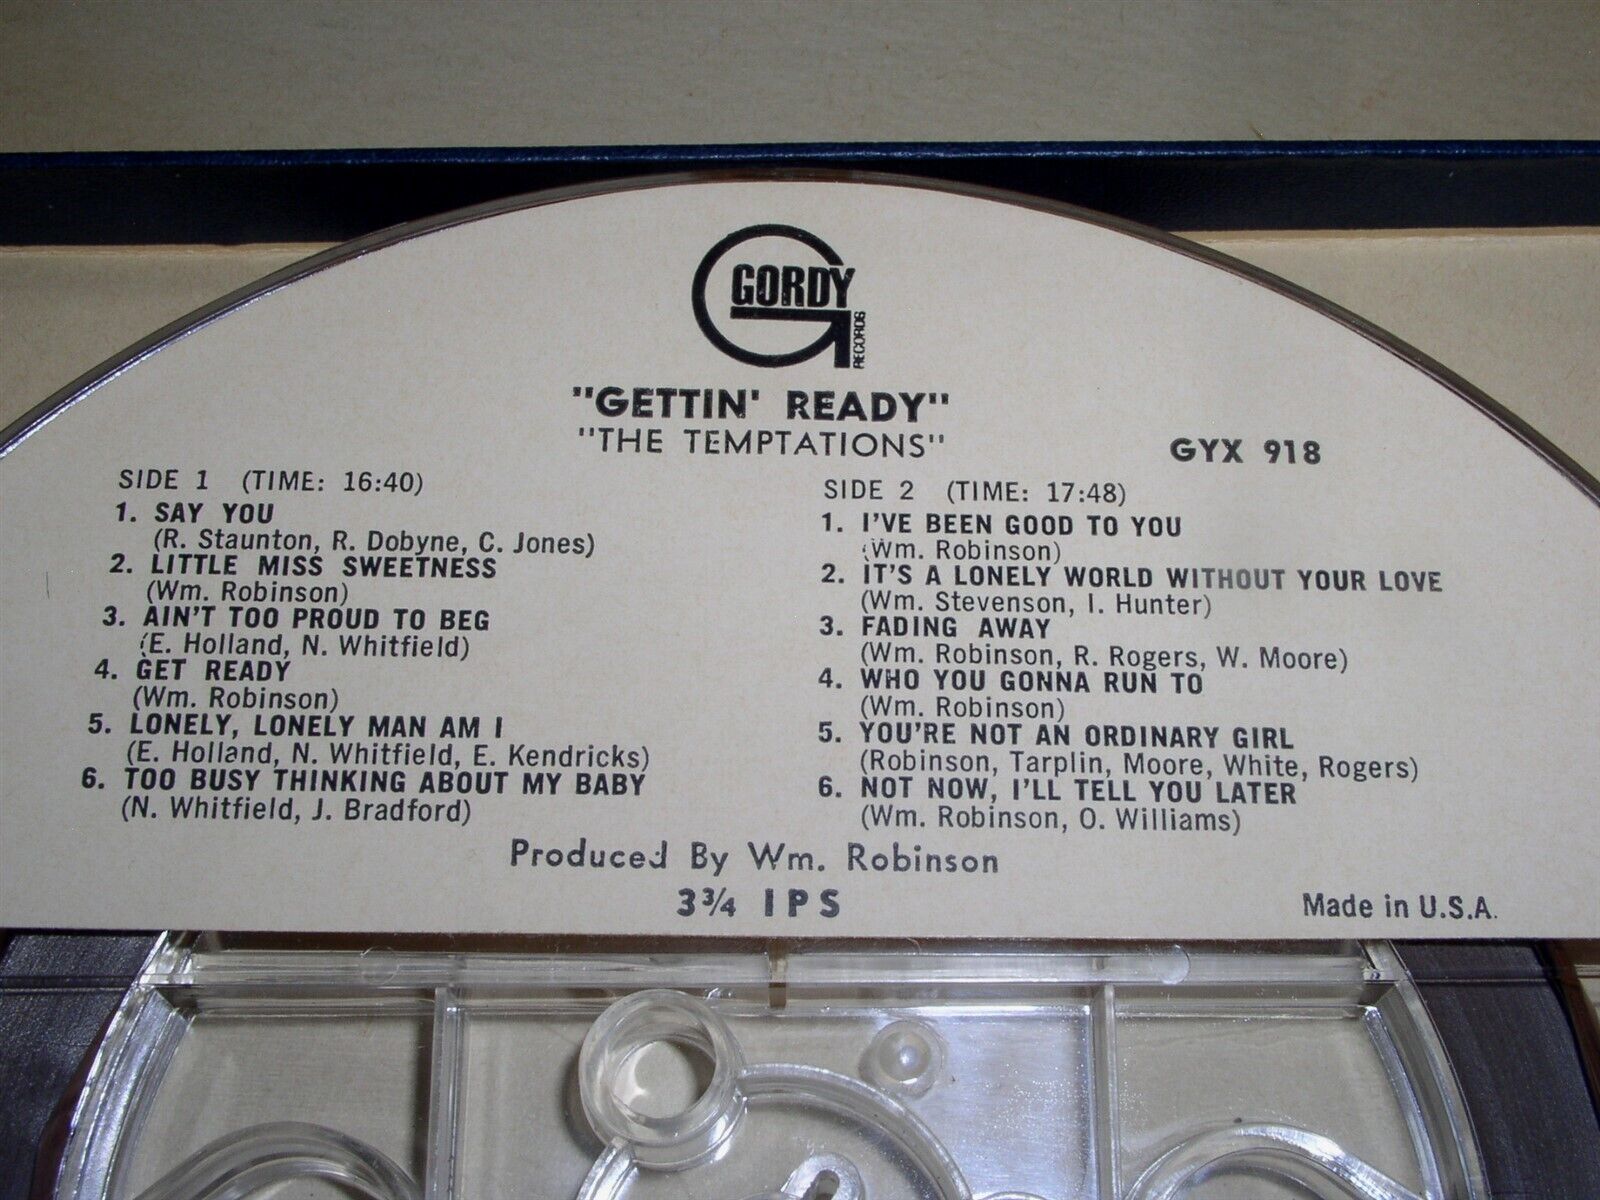 GORDY
RECORDS
"GETTIN' READY"
"THE TEMPTATIONS"
GYX 918
SIDE 1 (TIME: 16:40)
1. SAY YOU
(R. Staunton, R. Dobyne, C. Jones)
2. LITTLE MISS SWEETNESS
(Wm. Robinson)
3. AIN'T TOO PROUD TO BEG
(E. Holland, N. Whitfield)
4. GET READY
(Wm. Robinson)
5. LONELY, LONELY MAN AM I
(E. Holland, N. Whitfield, E. Kendricks)
6. TOO BUSY THINKING ABOUT MY BABY
(N. Whitfield, J. Bradford)
SIDE 2 (TIME: 17:48)
1. I'VE BEEN GOOD TO YOU
(Wm. Robinson)
2. IT'S A LONELY WORLD WITHOUT YOUR LOVE
(Wm. Stevenson, I. Hunter)
3. FADING AWAY
(Wm. Robinson, R. Rogers, W. Moore)
4. WHO YOU GONNA RUN TO
(Wm. Robinson)
5. YOU'RE NOT AN ORDINARY GIRL
(Robinson, Tarplin, Moore, White, Rogers)
6. NOT NOW, I'LL TELL YOU LATER
(Wm. Robinson, O. Williams)
Produced By Wm. Robinson
3¾ IPS
Made in U.S.A.